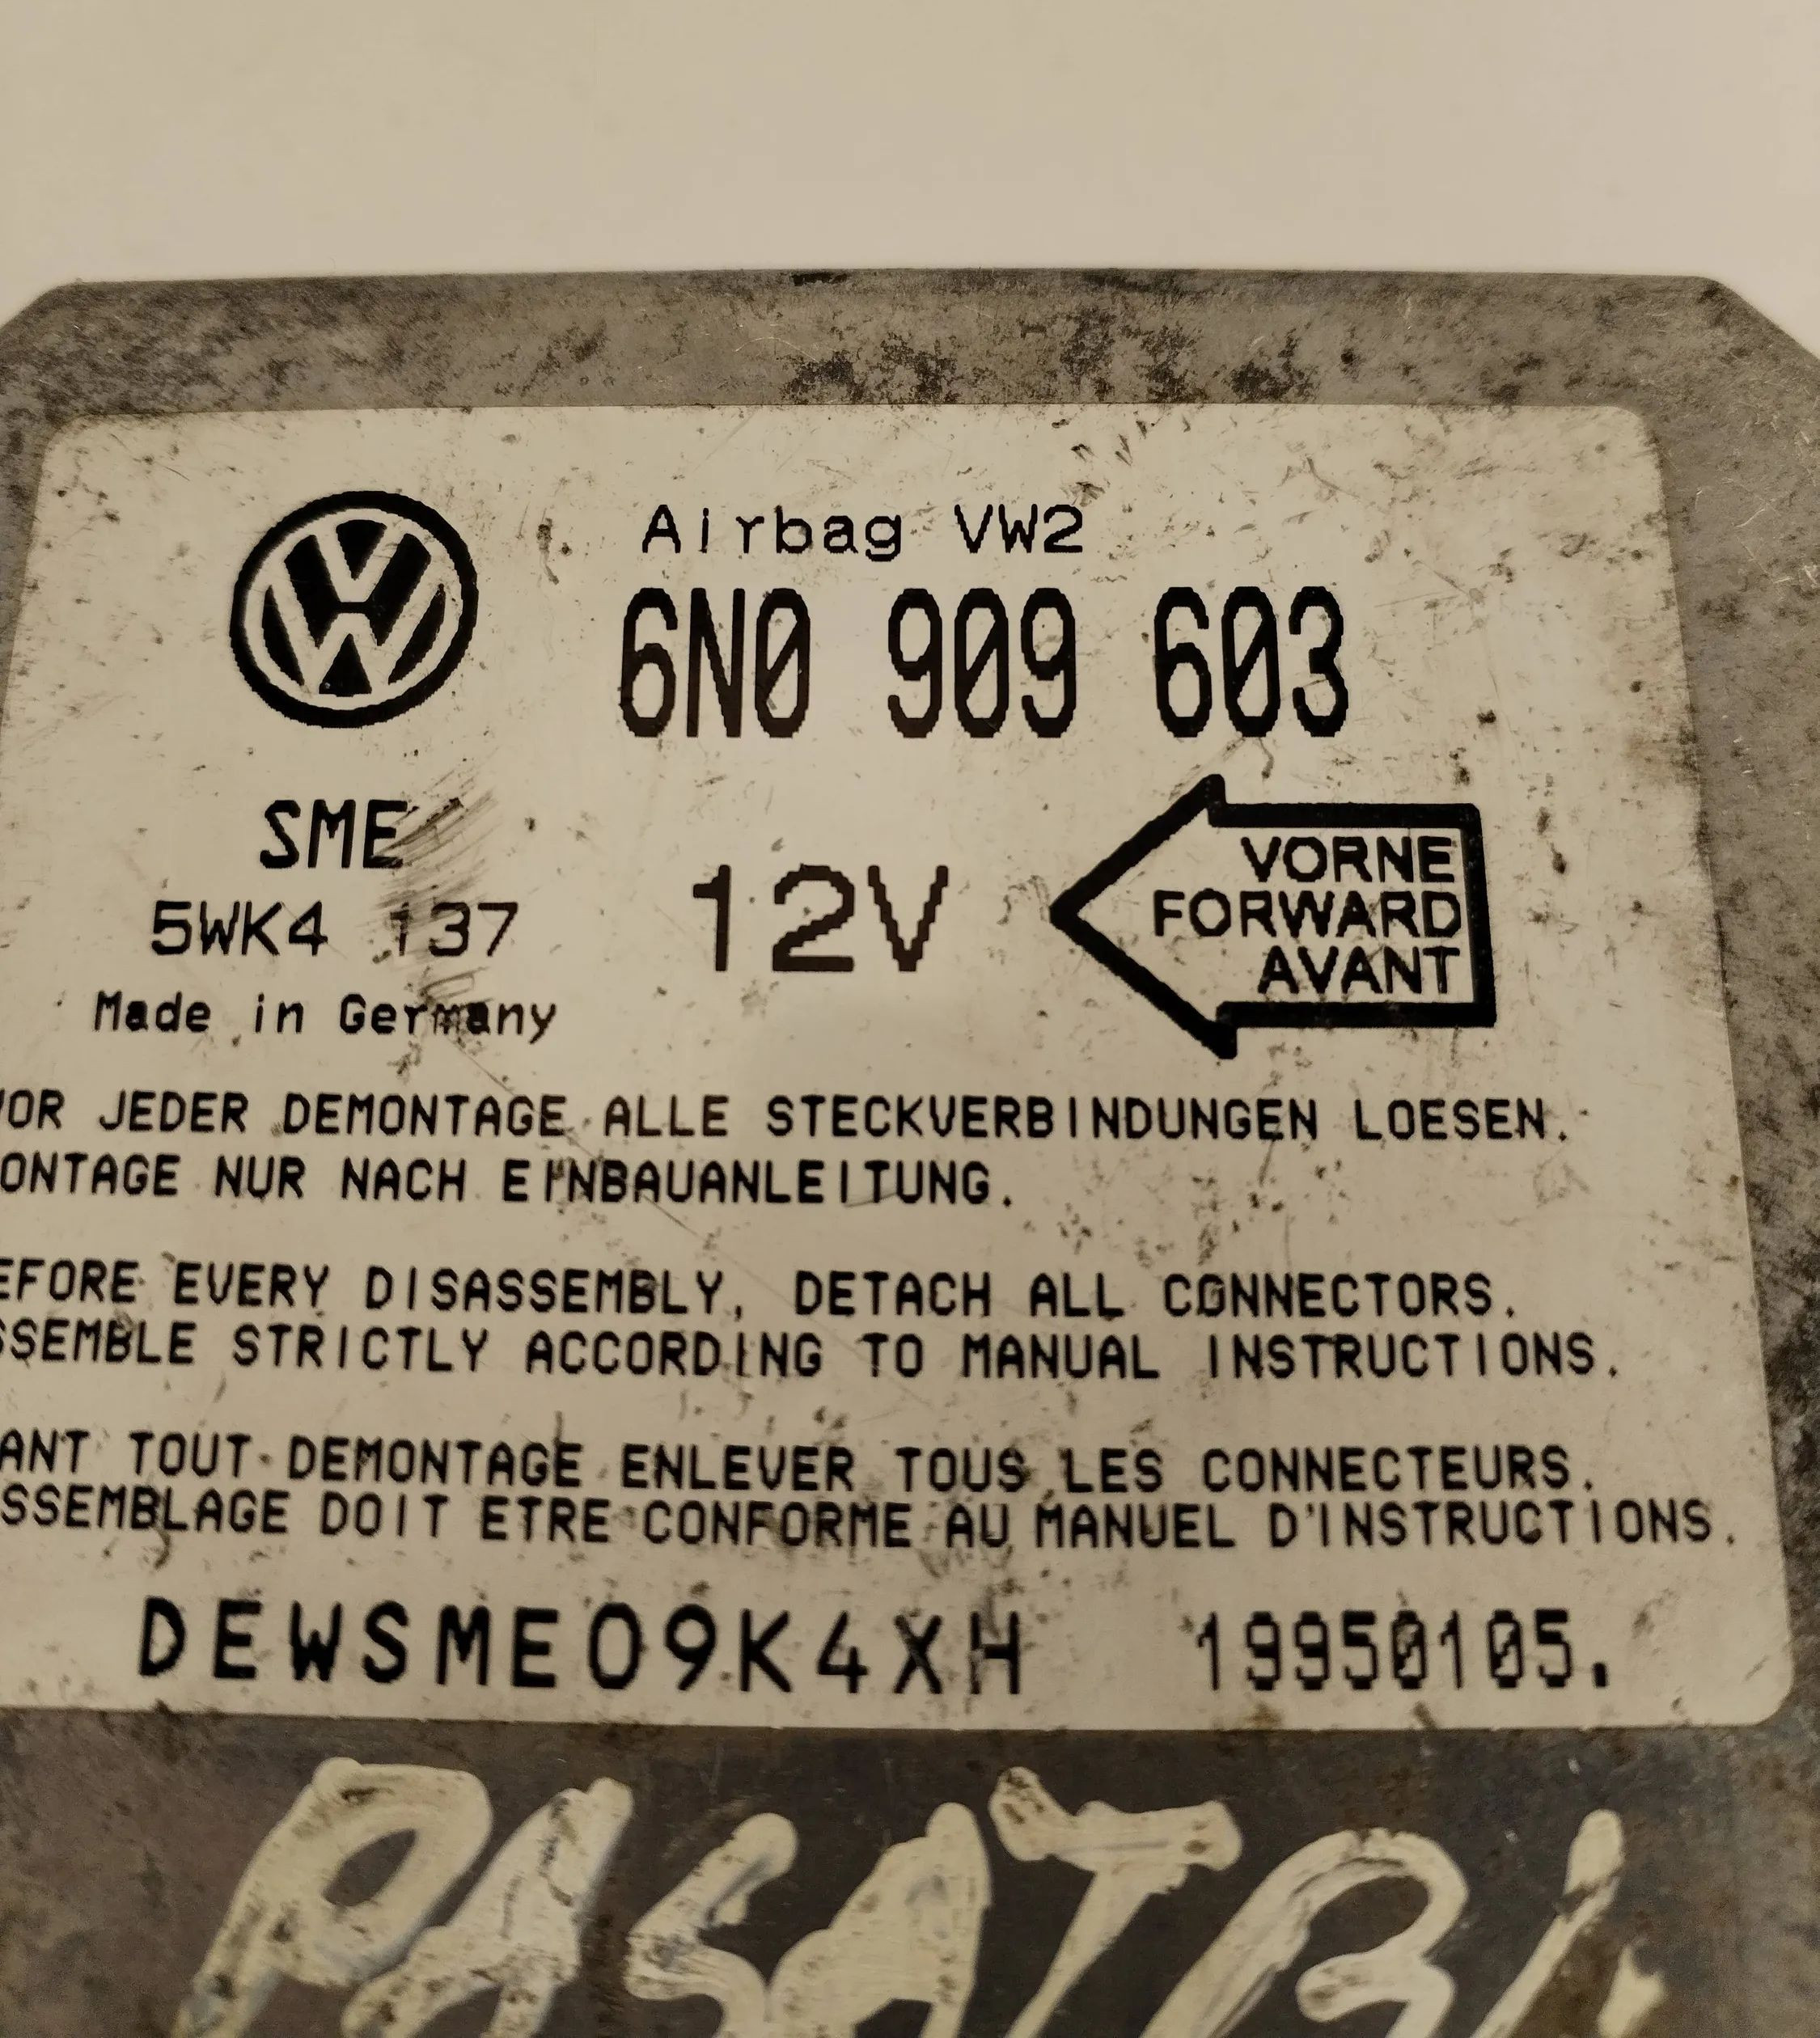 Airbag VW2
6N0 909 603
SME
5WK4 137
12V
VORNE
FORWARD
AVANT
Made in Germany
VOR JEDER DEMONTAGE ALLE STECKVERBINDUNGEN LOESEN.
ONTAGE NUR NACH EINBAUANLEITUNG.
EFORE EVERY DISASSEMBLY, DETACH ALL CONNECTORS.
SSEMBLE STRICTLY ACCORDING TO MANUAL INSTRUCTIONS.
ANT TOUT DEMONTAGE ENLEVER TOUS LES CONNECTEURS.
SSEMBLAGE DOIT ETRE CONFORME AU MANUEL D'INSTRUCTIONS.
DEWSME09K4XH 19950105.
PASAT